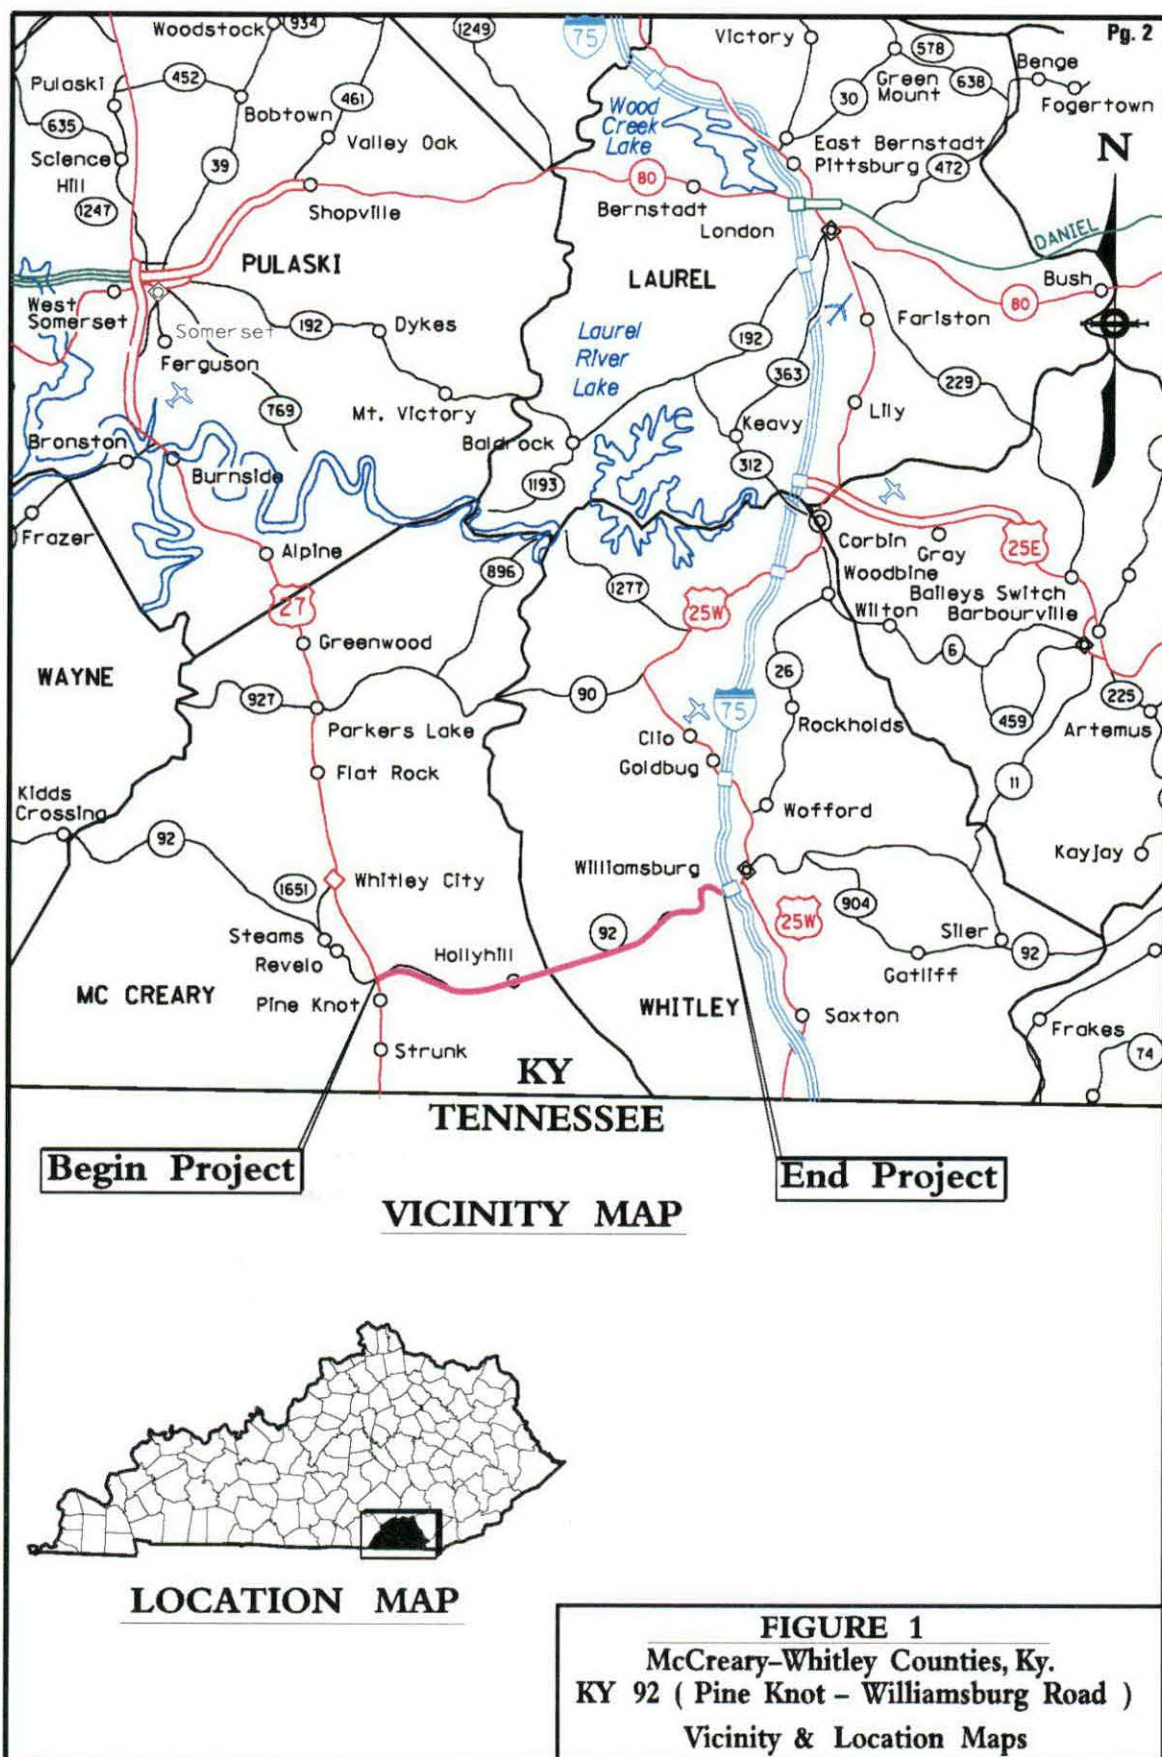 Pg. 2
Woodstock
934
1249
75
Victory
578
Benge
Pulaski
452
Bobtown
461
Wood
Creek
Lake
30
Green
Mount
638
Fogertown
635
Valley Oak
East Bernstadt
N
Science
Hill
39
80
Pittsburg
472
1247
Shopville
Bernstadt
London
DANIEL
PULASKI
LAUREL
Bush
West
Somerset
Somerset
192
Dykes
Laurel
River
Lake
192
Fariston
80
Ferguson
363
229
769
Mt. Victory
Lily
Bronston
Baldrock
Keavy
Burnside
1193
312
Frazer
Alpine
896
Corbin
Gray
25E
27
1277
Woodbine
Baileys Switch
25W
Wilton
Barbourville
Greenwood
6
WAYNE
26
927
90
75
225
Parkers Lake
Rockholds
459
Artemus
Clio
Flat Rock
Goldbug
11
Kidds
Crossing
Wofford
92
Kayjay
Williamsburg
1651
Whitley City
904
25W
Stearns
92
Siler
92
Revelo
Hollyhill
Gatliff
MC CREARY
Pine Knot
WHITLEY
Saxton
Frakes
Strunk
74
KY
TENNESSEE
Begin Project
End Project
VICINITY MAP
LOCATION MAP
FIGURE 1
McCreary-Whitley Counties, Ky.
KY 92 ( Pine Knot - Williamsburg Road )
Vicinity & Location Maps